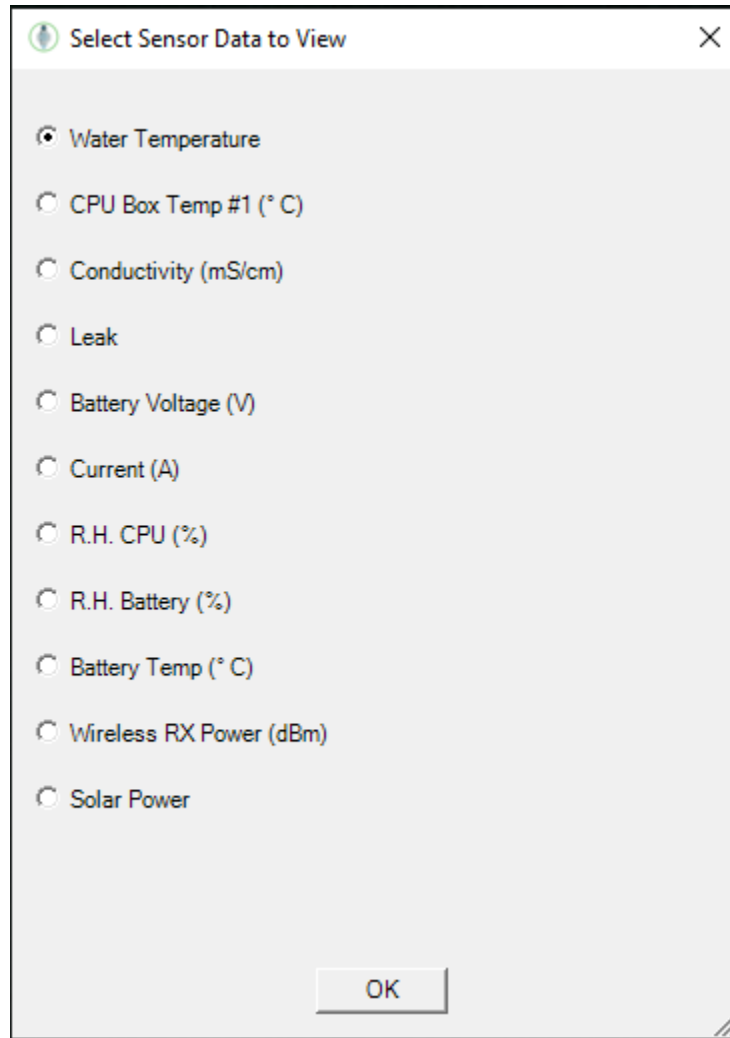 Select Sensor Data to View
Water Temperature
CPU Box Temp #1 (° C)
Conductivity (mS/cm)
Leak
Battery Voltage (V)
Current (A)
R.H. CPU (%)
R.H. Battery (%)
Battery Temp (° C)
Wireless RX Power (dBm)
Solar Power
OK